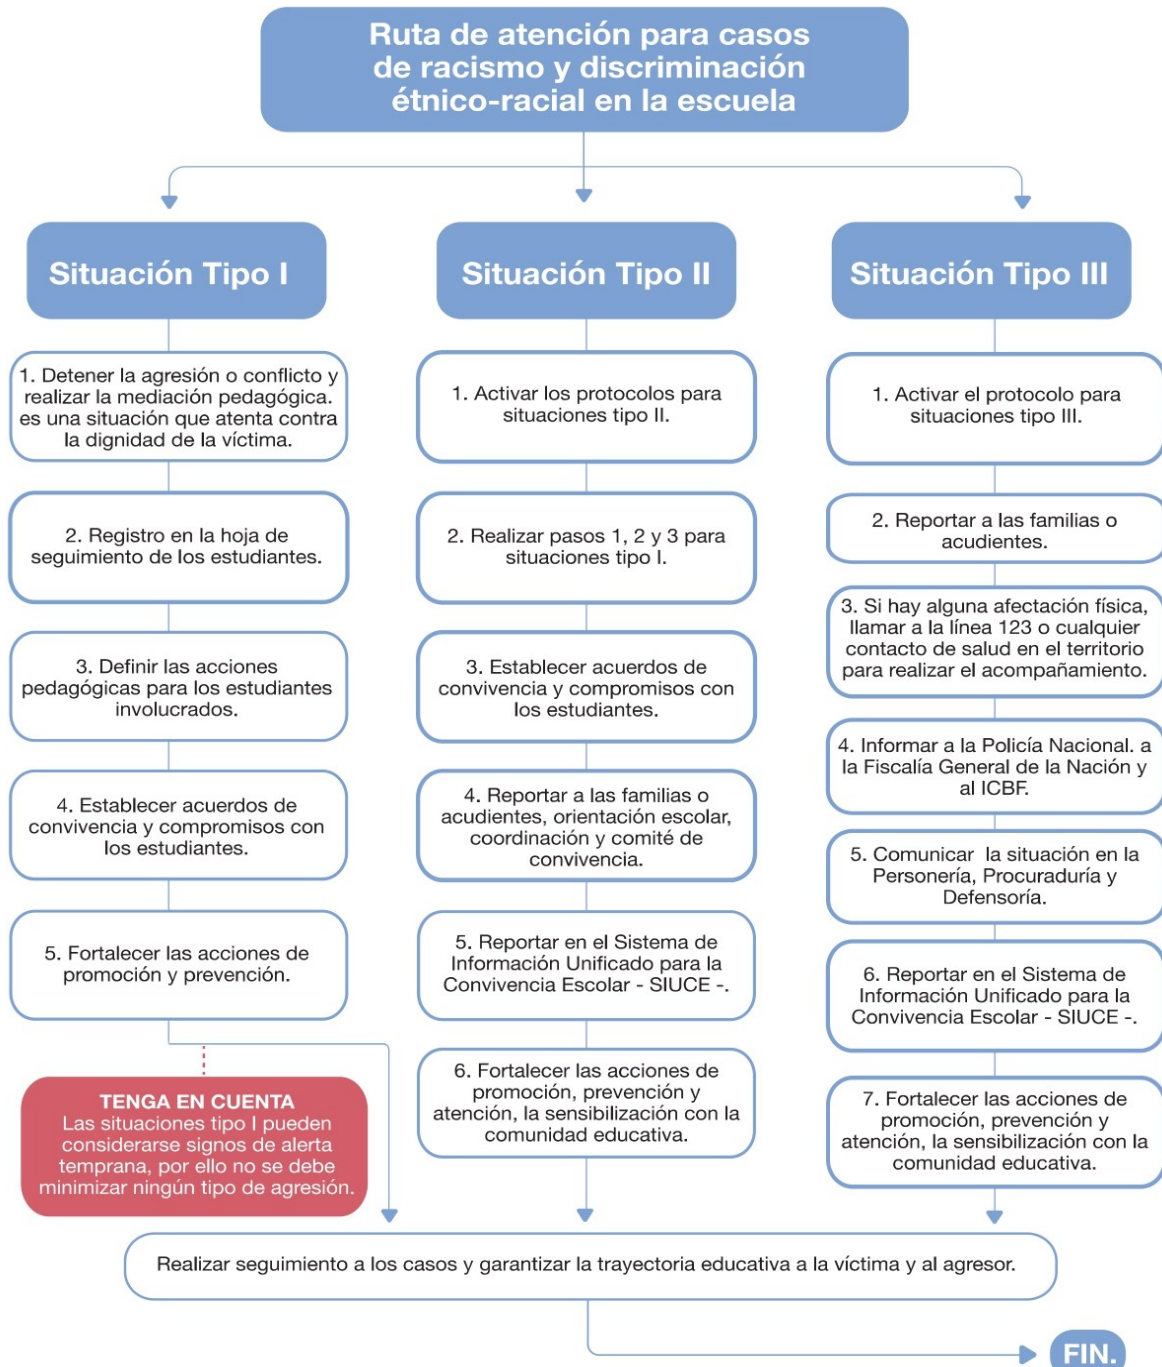 Ruta de atención para casos
de racismo y discriminación
étnico-racial en la escuela
Situación Tipo I
1. Detener la agresión o conflicto y
realizar la mediación pedagógica.
es una situación que atenta contra
la dignidad de la víctima.
2. Registro en la hoja de
seguimiento de los estudiantes.
3. Definir las acciones
pedagógicas para los estudiantes
involucrados.
4. Establecer acuerdos de
convivencia y compromisos con
los estudiantes.
5. Fortalecer las acciones de
promoción y prevención.
TENGA EN CUENTA
Las situaciones tipo I pueden
considerarse signos de alerta
temprana, por ello no se debe
minimizar ningún tipo de agresión.
Situación Tipo II
1. Activar los protocolos para
situaciones tipo II.
2. Realizar pasos 1, 2 y 3 para
situaciones tipo I.
3. Establecer acuerdos de
convivencia y compromisos con
los estudiantes.
4. Reportar a las familias o
acudientes, orientación escolar,
coordinación y comité de
convivencia.
5. Reportar en el Sistema de
Información Unificado para la
Convivencia Escolar - SIUCE -.
6. Fortalecer las acciones de
promoción, prevención y
atención, la sensibilización con la
comunidad educativa.
Situación Tipo III
1. Activar el protocolo para
situaciones tipo III.
2. Reportar a las familias o
acudientes.
3. Si hay alguna afectación física,
llamar a la línea 123 o cualquier
contacto de salud en el territorio
para realizar el acompañamiento.
4. Informar a la Policía Nacional. a
la Fiscalía General de la Nación y
al ICBF.
5. Comunicar la situación en la
Personería, Procuraduría y
Defensoría.
6. Reportar en el Sistema de
Información Unificado para la
Convivencia Escolar - SIUCE -.
7. Fortalecer las acciones de
promoción, prevención y
atención, la sensibilización con la
comunidad educativa.
Realizar seguimiento a los casos y garantizar la trayectoria educativa a la víctima y al agresor.
FIN.